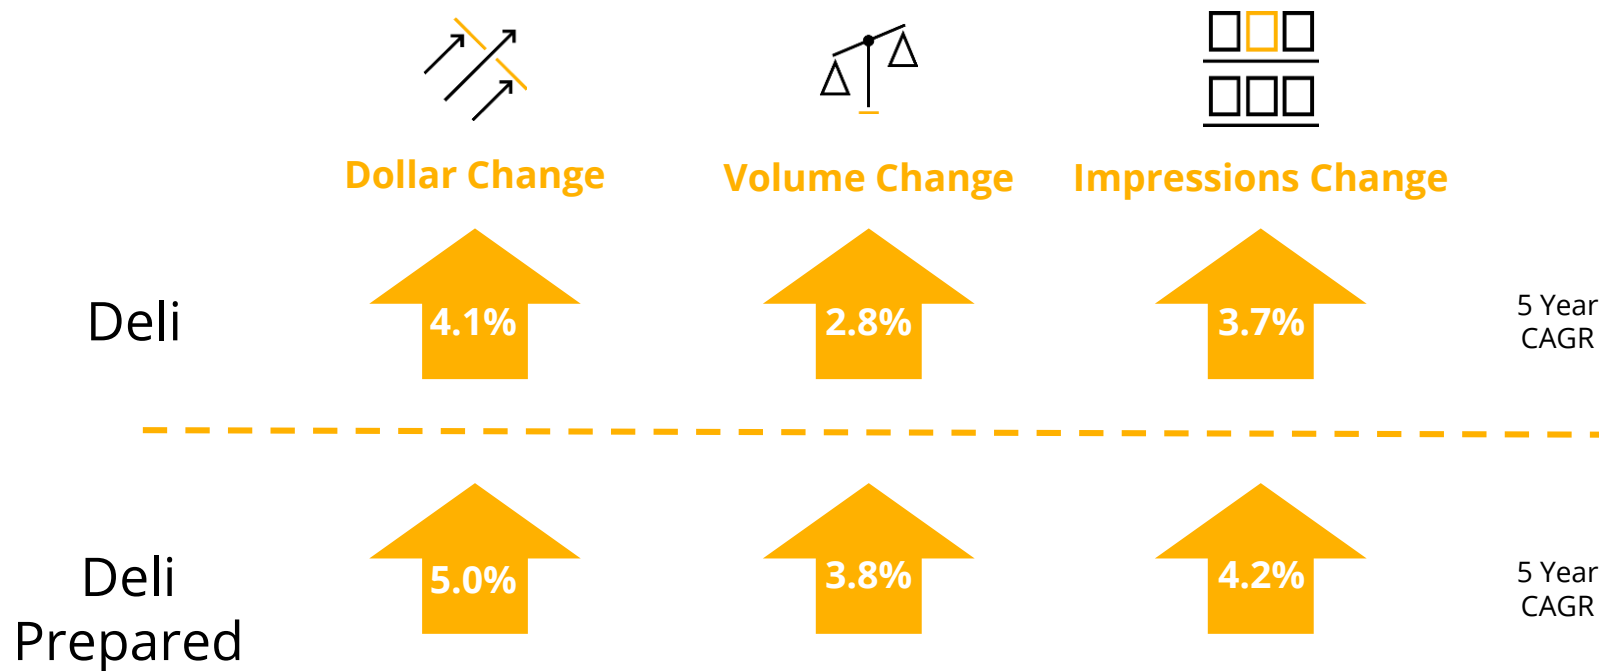 Dollar Change
Volume Change
Impressions Change
Deli
4.1%
2.8%
3.7%
5 Year
CAGR
Deli
Prepared
5.0%
3.8%
4.2%
5 Year
CAGR